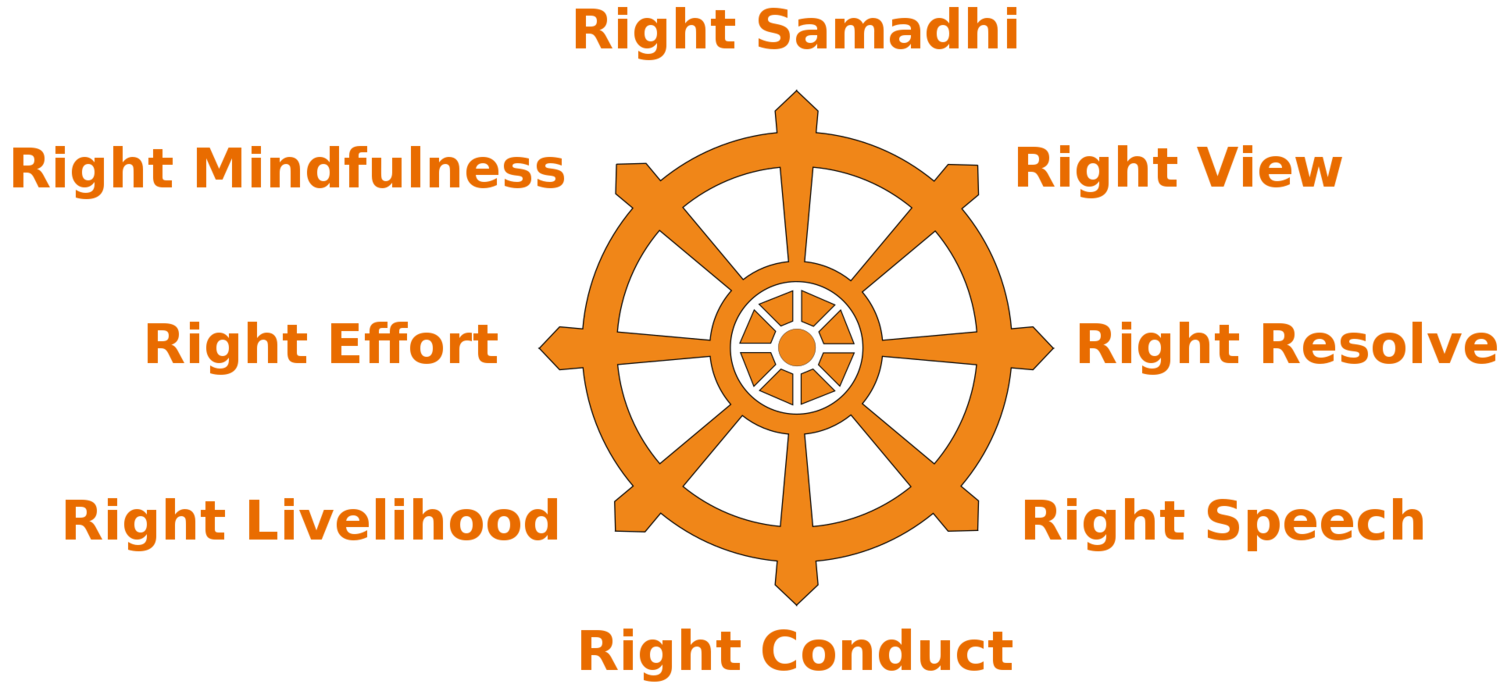 Right Samadhi
Right Mindfulness
Right View
Right Effort
Right Resolve
Right Livelihood
Right Speech
Right Conduct